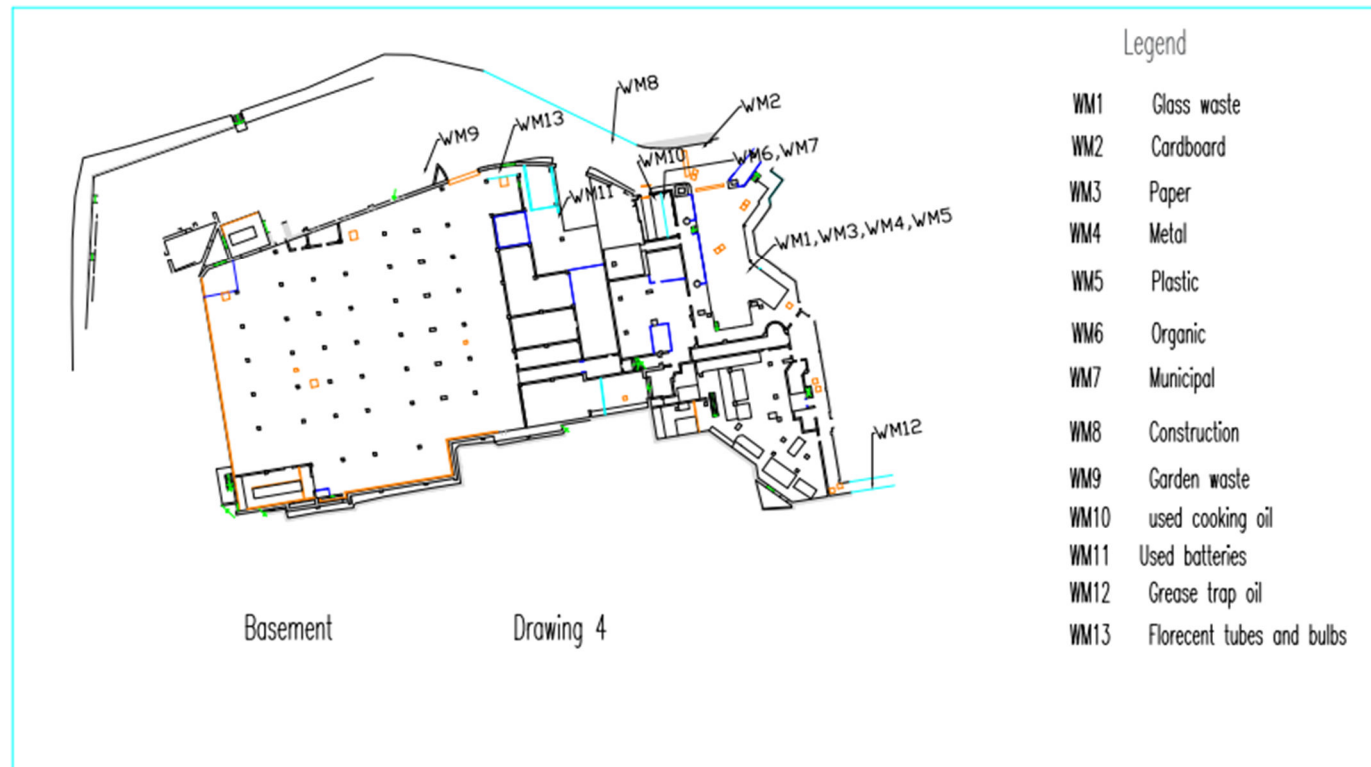 Legend
WM1 Glass waste
WM2 Cardboard
WM3 Paper
WM4 Metal
WM5 Plastic
WM6 Organic
WM7 Municipal
WM8 Construction
WM9 Garden waste
WM10 used cooking oil
WM11 Used batteries
WM12 Grease trap oil
WM13 Florecent tubes and bulbs
WM8
WM2
WM13
WM9
WM10
WM6,WM7
WM11
WM1,WM3,WM4,WM5
WM12
Basement
Drawing 4